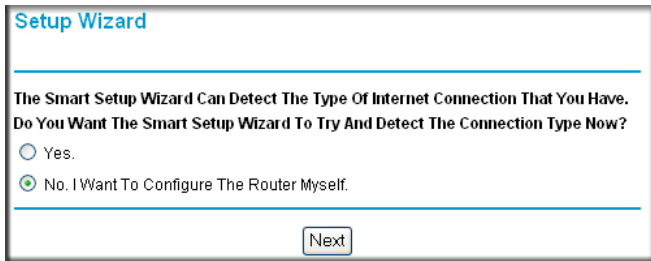 Setup Wizard
The Smart Setup Wizard Can Detect The Type Of Internet Connection That You Have.
Do You Want The Smart Setup Wizard To Try And Detect The Connection Type Now?
Yes.
No. I Want To Configure The Router Myself.
Next